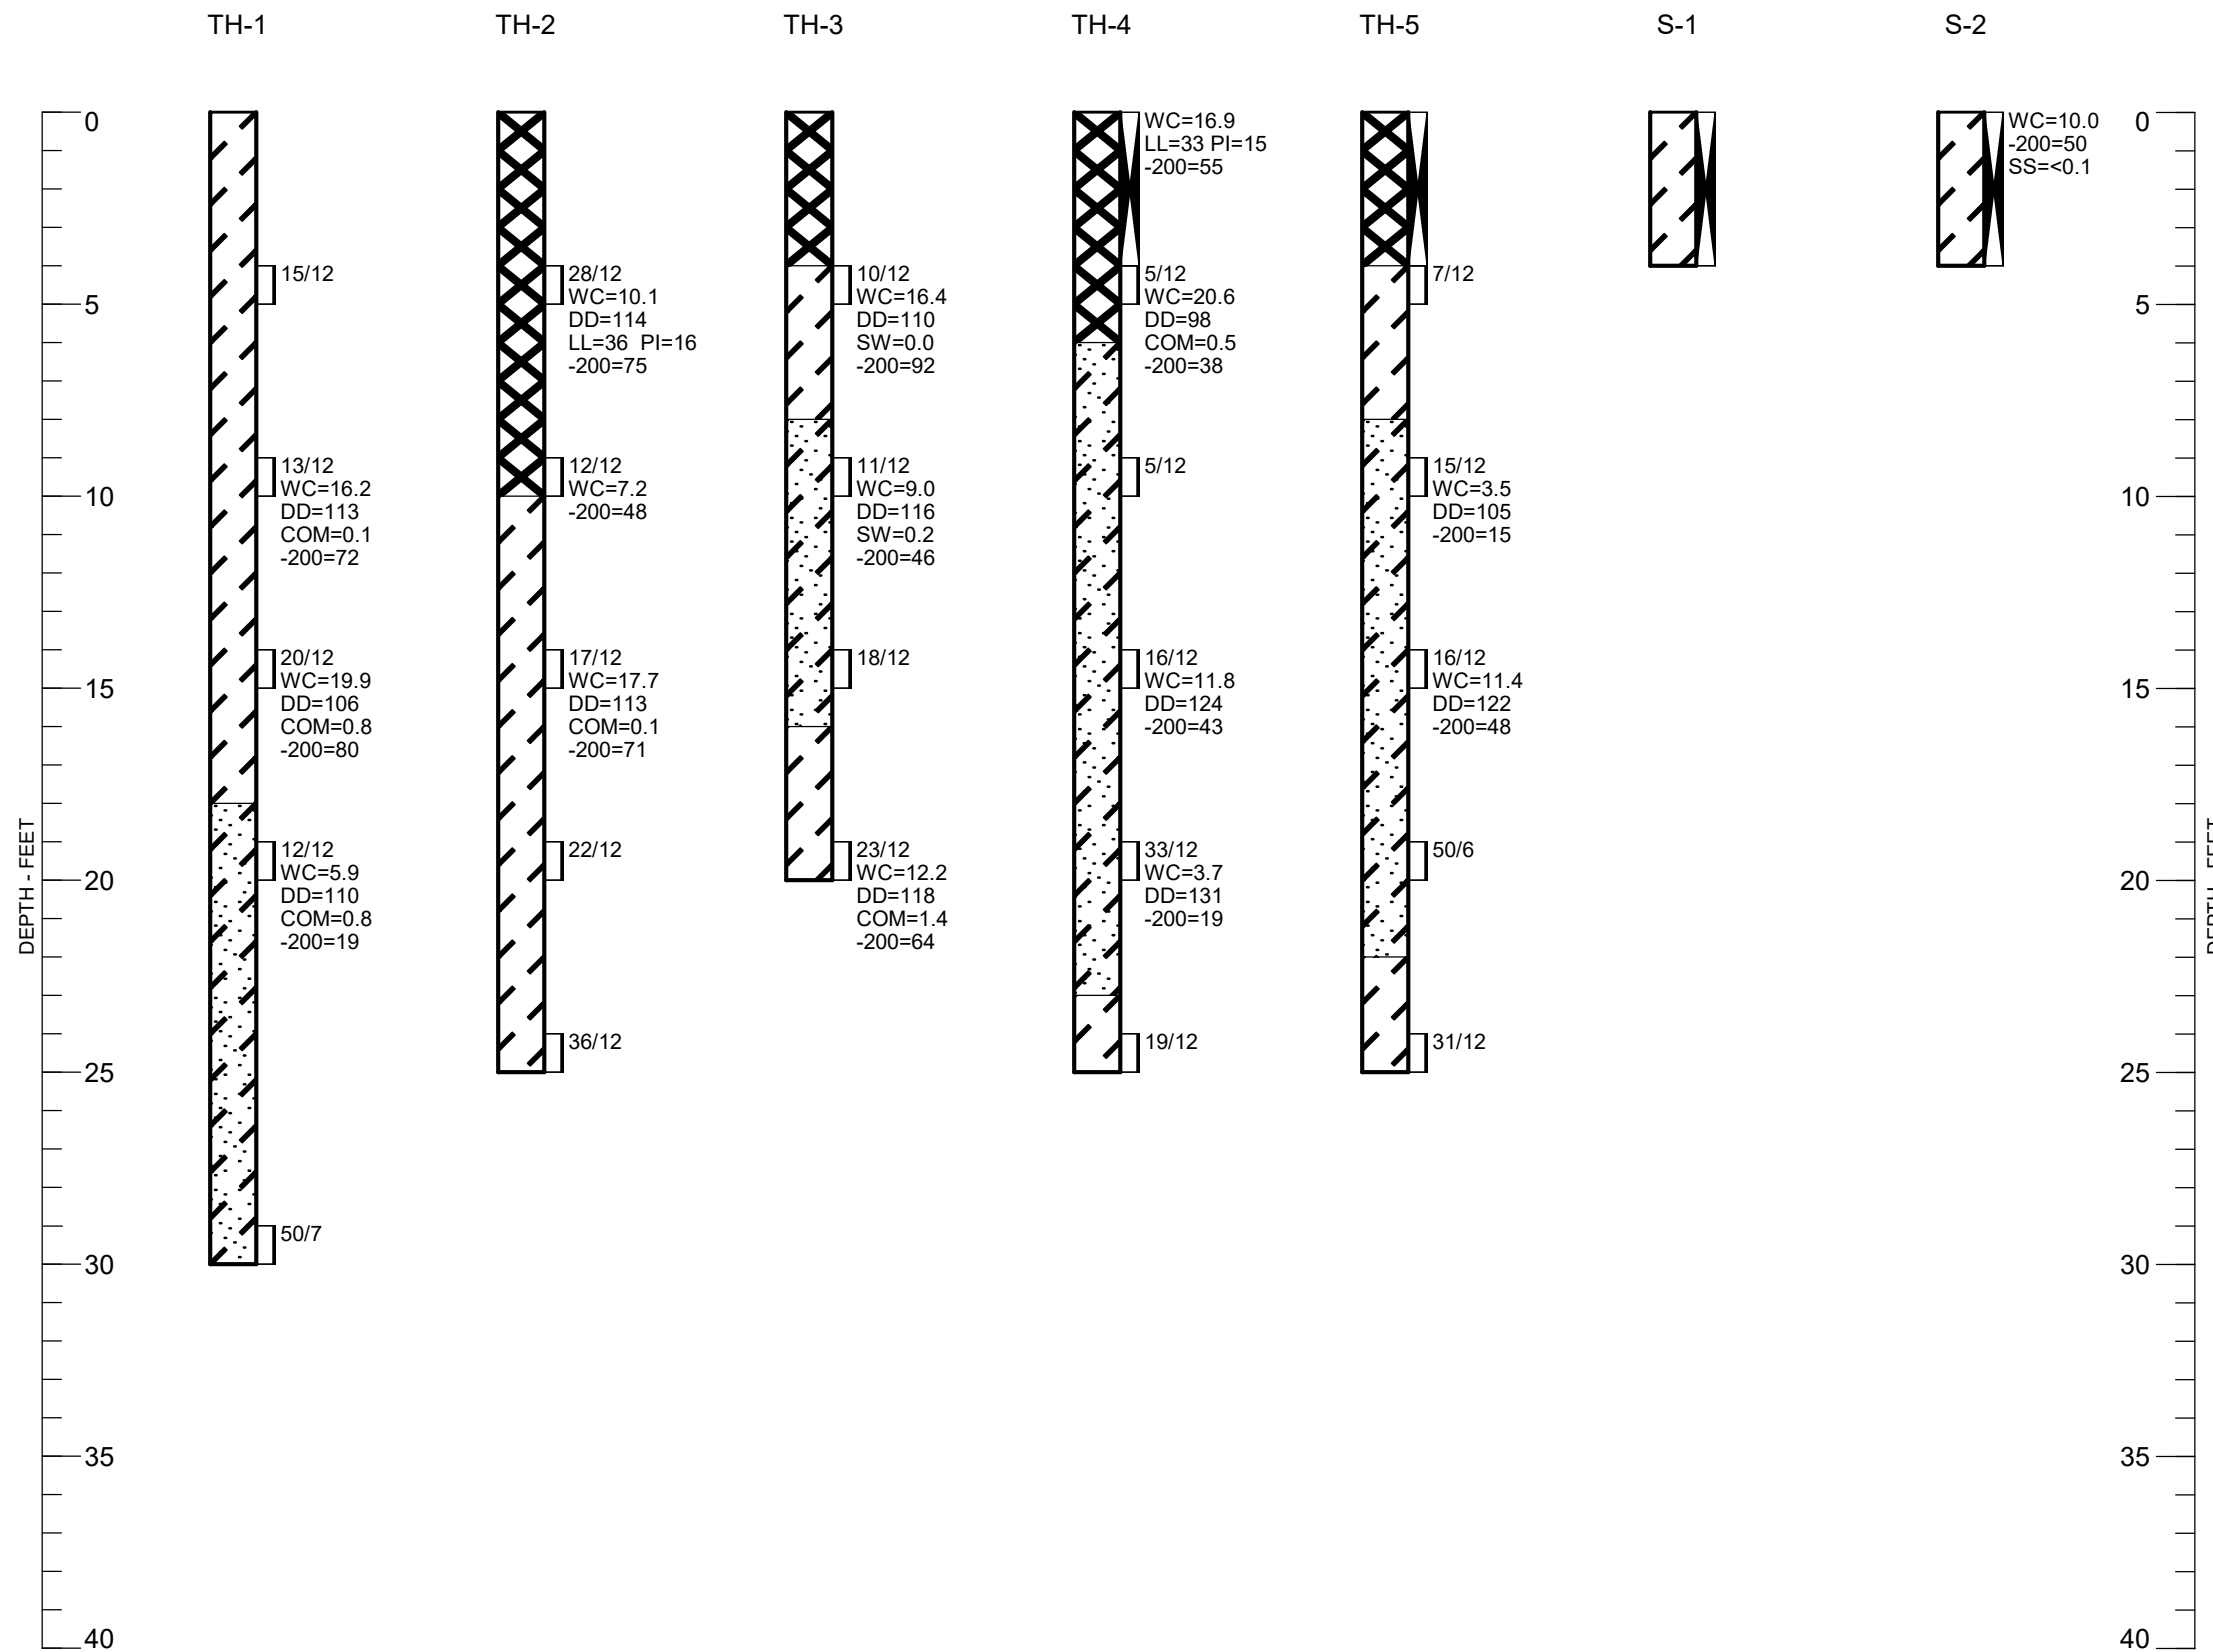 TH-1
TH-2
TH-3
TH-4
TH-5
S-1
S-2
DEPTH - FEET
0
5
10
15
20
25
30
35
40
15/12
13/12
WC=16.2
DD=113
COM=0.1
-200=72
20/12
WC=19.9
DD=106
COM=0.8
-200=80
12/12
WC=5.9
DD=110
COM=0.8
-200=19
50/7
28/12
WC=10.1
DD=114
LL=36 PI=16
-200=75
12/12
WC=7.2
-200=48
17/12
WC=17.7
DD=113
COM=0.1
-200=71
22/12
36/12
10/12
WC=16.4
DD=110
SW=0.0
-200=92
11/12
WC=9.0
DD=116
SW=0.2
-200=46
18/12
23/12
WC=12.2
DD=118
COM=1.4
-200=64
WC=16.9
LL=33 PI=15
-200=55
5/12
WC=20.6
DD=98
COM=0.5
-200=38
5/12
16/12
WC=11.8
DD=124
-200=43
33/12
WC=3.7
DD=131
-200=19
19/12
7/12
15/12
WC=3.5
DD=105
-200=15
16/12
WC=11.4
DD=122
-200=48
50/6
31/12
WC=10.0
-200=50
SS=<0.1
0
5
10
15
20
25
30
35
40
DEPTH - FEET